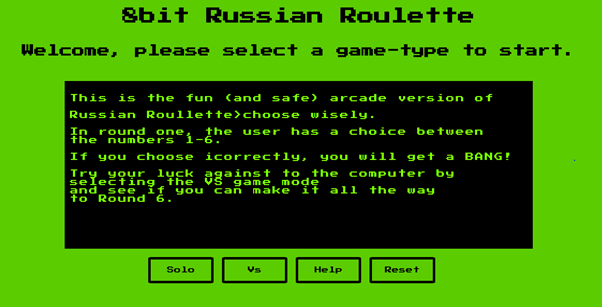 8bit Russian Roulette
Welcome, please select a game-type to start.
This is the fun (and safe) arcade version of
Russian Roullette>choose wisely.
In round one, the user has a choice between
the numbers 1-6.
If you choose icorrectly, you will get a BANG!
Try your luck against to the computer by
selecting the VS game mode
and see if you can make it all the way
to Round 6.
Solo Vs Help Reset